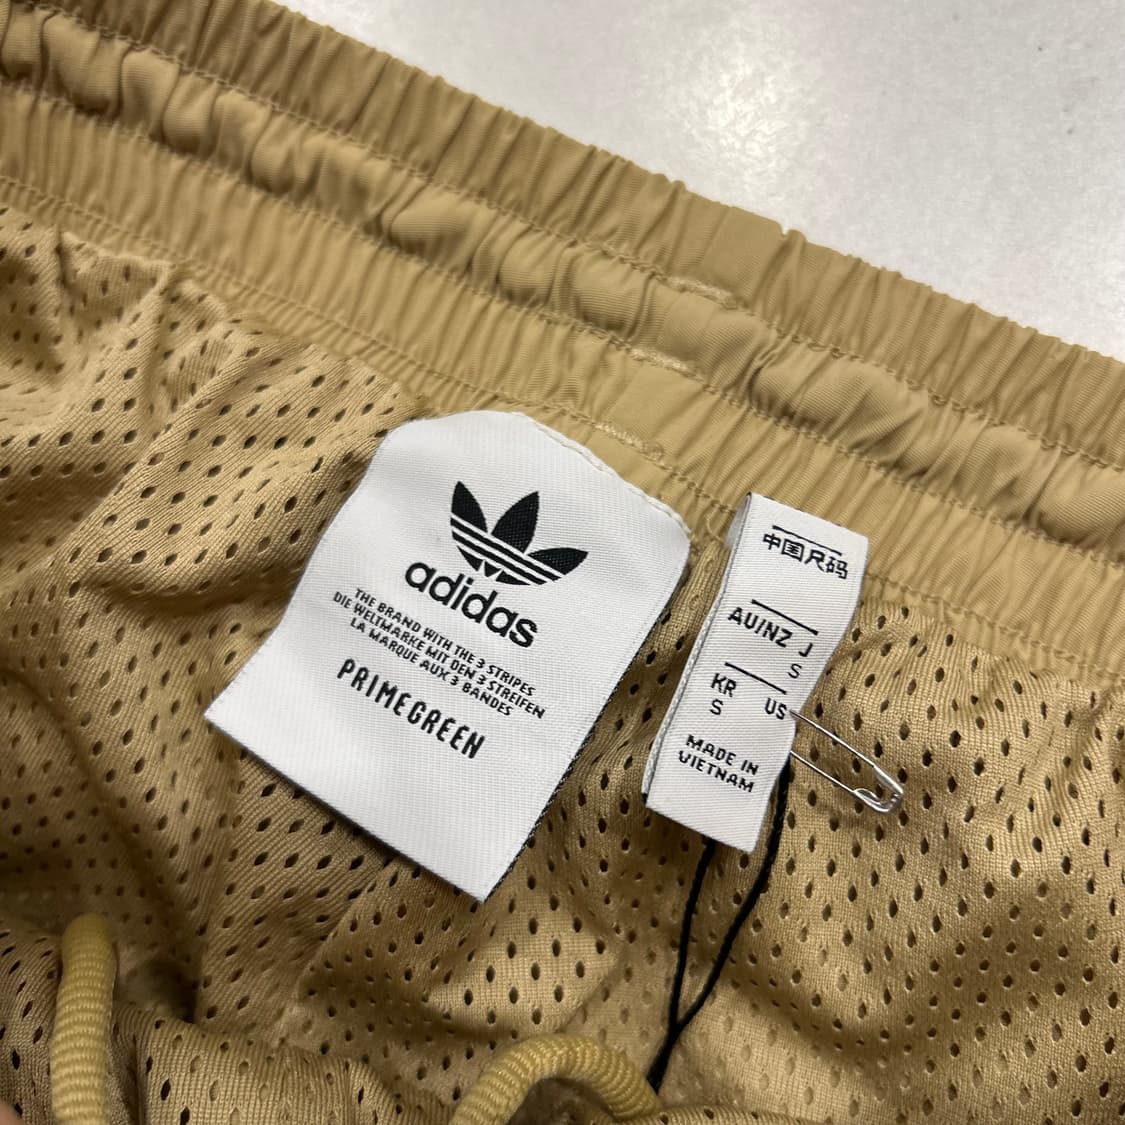 adidas
THE BRAND WITH THE 3 STRIPES
DIE WELTMARKE MIT DEN 3 STREIFEN
LA MARQUE AUX 3 BANDES
PRIMEGREEN
中国尺码
AU/NZ J
S
KR US
S
MADE IN
VIETNAM